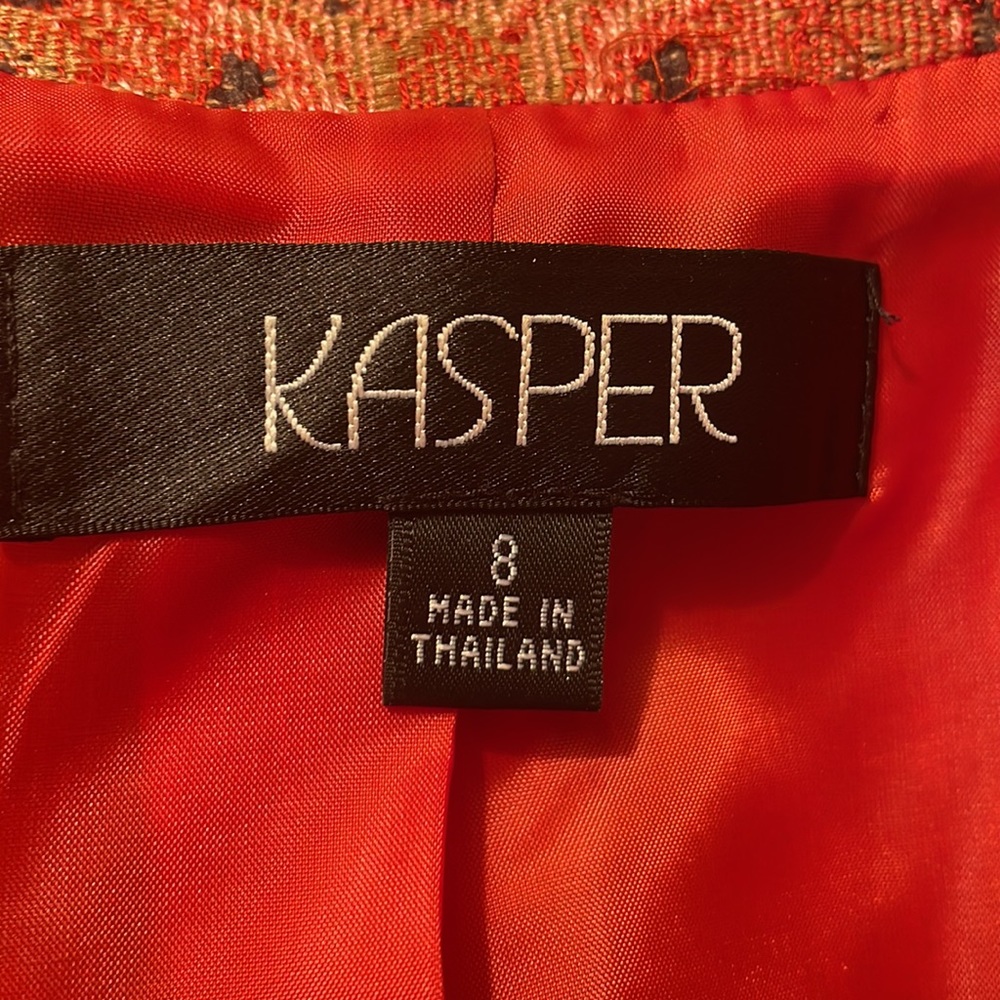 KASPER
8
MADE IN
THAILAND